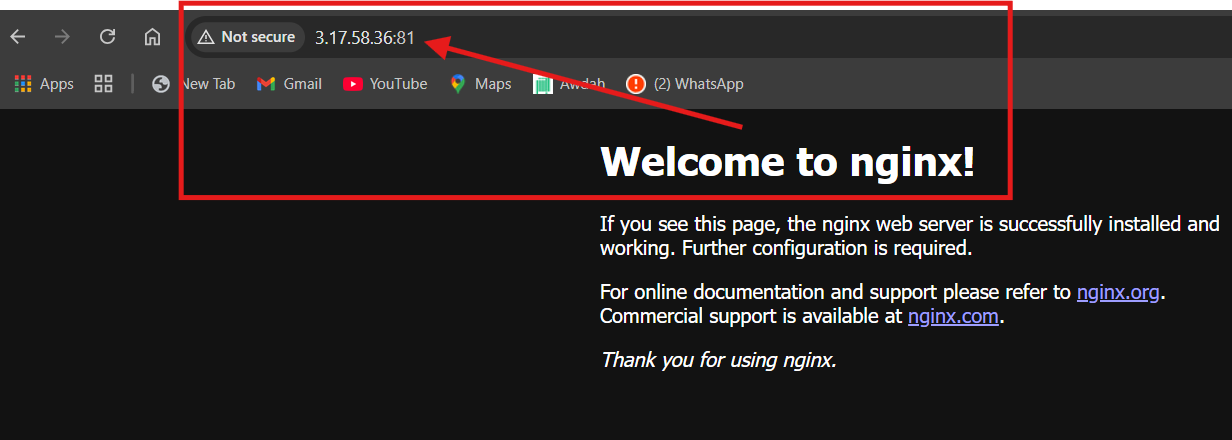 Not secure 3.17.58.36:81
Apps New Tab Gmail YouTube Maps Awdah (2) WhatsApp
Welcome to nginx!
If you see this page, the nginx web server is successfully installed and
working. Further configuration is required.
For online documentation and support please refer to nginx.org.
Commercial support is available at nginx.com.
Thank you for using nginx.